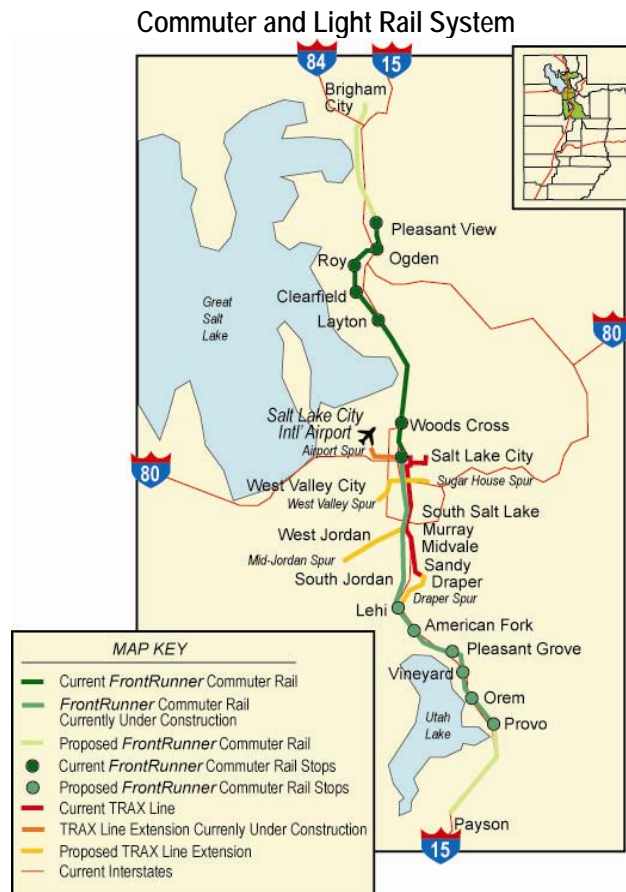 Commuter and Light Rail System
84
15
Brigham
City
Pleasant View
Ogden
Roy
Clearfield
Layton
Great
Salt
Lake
80
Woods Cross
Salt Lake City
Intl' Airport
Airport Spur
Salt Lake City
80
West Valley City
West Valley Spur
Sugar House Spur
South Salt Lake
Murray
Midvale
West Jordan
Mid-Jordan Spur
Sandy
Draper
South Jordan
Draper Spur
Lehi
American Fork
Pleasant Grove
Vineyard
Orem
Provo
Utah
Lake
Payson
15
MAP KEY
Current FrontRunner Commuter Rail
FrontRunner Commuter Rail
Currently Under Construction
Proposed FrontRunner Commuter Rail
Current FrontRunner Commuter Rail Stops
Proposed FrontRunner Commuter Rail Stops
Current TRAX Line
TRAX Line Extension Currenly Under Construction
Proposed TRAX Line Extension
Current Interstates